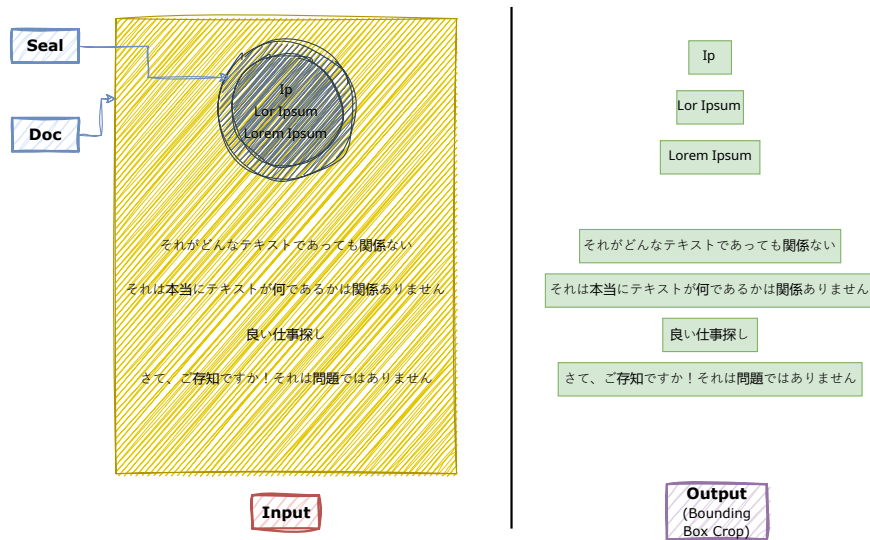 Seal
Doc
Ip
Lor Ipsum
Lorem Ipsum
それがどんなテキストであっても関係ない
それは本当にテキストが何であるかは関係ありません
良い仕事探し
さて、ご存知ですか！それは問題ではありません
Input
Ip
Lor Ipsum
Lorem Ipsum
それがどんなテキストであっても関係ない
それは本当にテキストが何であるかは関係ありません
良い仕事探し
さて、ご存知ですか！それは問題ではありません
Output
(Bounding
Box Crop)